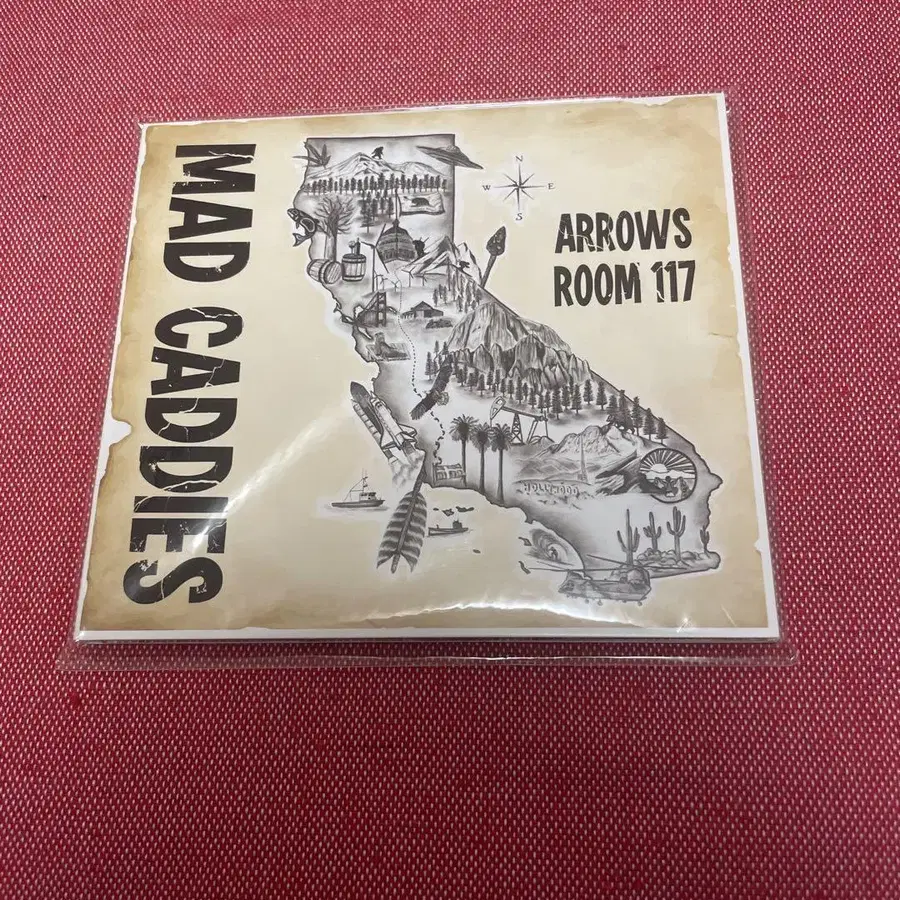 MAD CADDIES
N
W E
S
ARROWS
ROOM 117
HOLLYWOOD